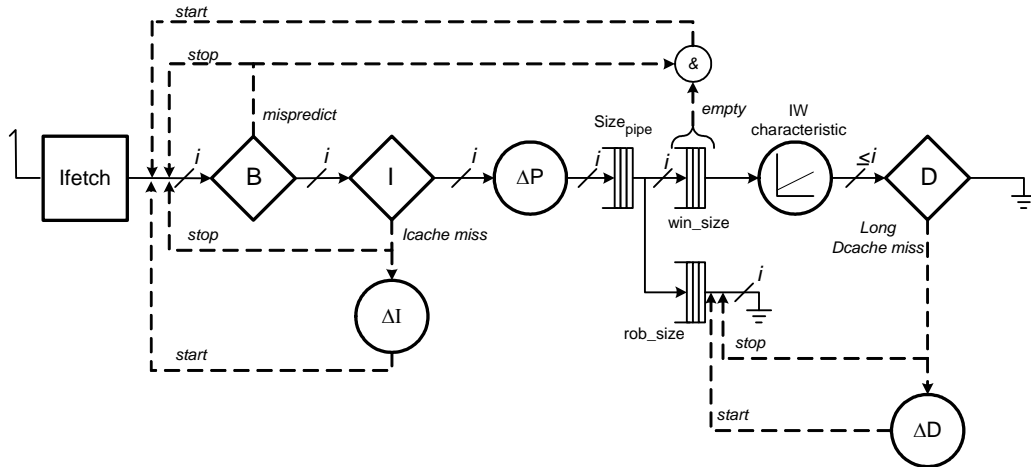 start
stop
&
mispredict
empty
Size_pipe
IW
characteristic
i
i
i
i
i
≤i
Ifetch
B
I
ΔP
D
win_size
Icache miss
Long
Dcache miss
stop
ΔI
i
rob_size
start
stop
start
ΔD